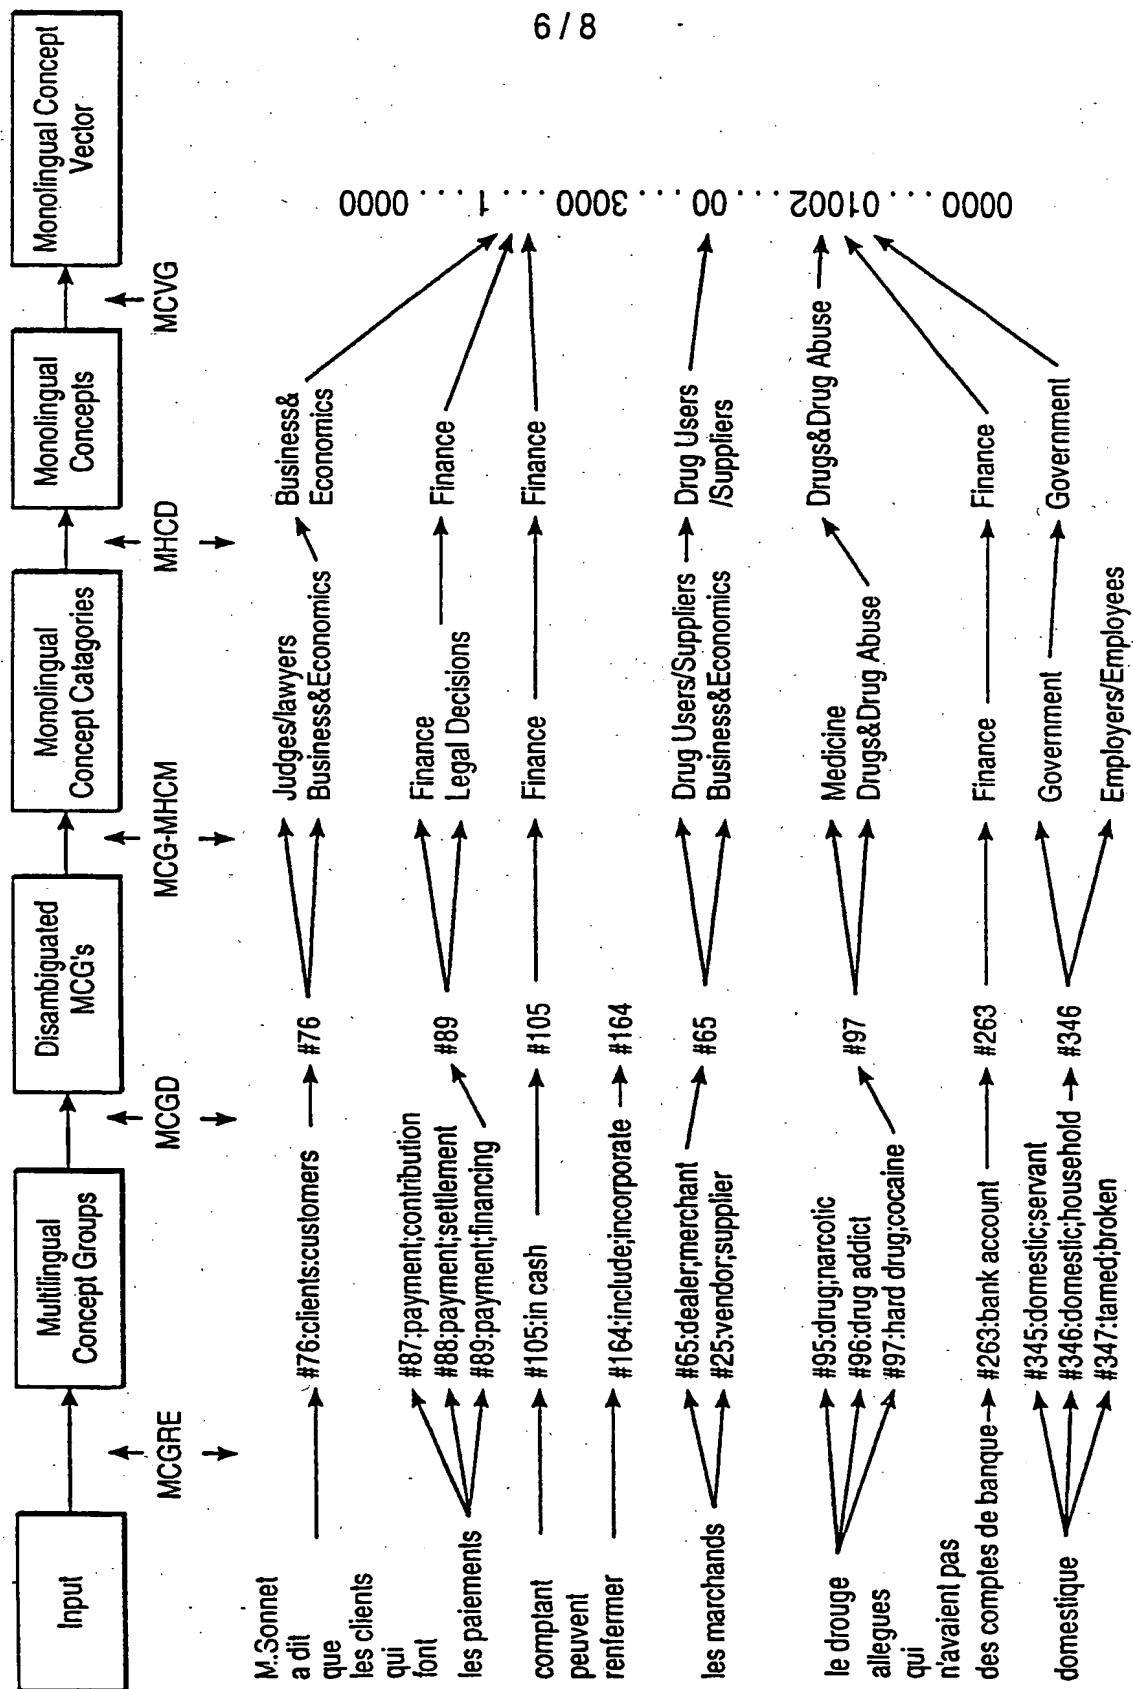 8 / 9
Input
Multilingual
Concept Groups
Disambiguated
MCG's
Monolingual
Concept Catagories
Monolingual
Concepts
Monolingual Concept
Vector
MCGRE
MCGD
MCG-MHCM
MHCD
MCVG
M.Sonnet
a dit
que
les clients
qui
font
#76:clients:customers
#76
Judges/lawyers
Business&Economics
Business&
Economics
les paiements
#87:payment;contribution
#88:payment;settlement
#89:payment;financing
#89
Finance
Legal Decisions
Finance
comptant
peuvent
renfermer
#105:in cash
#105
Finance
Finance
#164:include;incorporate
#164
les marchands
#65:dealer;merchant
#25:vendor;supplier
#65
Drug Users/Suppliers
Business&Economics
Drug Users
/Suppliers
le drouge
allegues
qui
n'avaient pas
#95:drug;narcotic
#96:drug addict
#97:hard drug;cocaine
#97
Medicine
Drugs&Drug Abuse
Drugs&Drug Abuse
des comptes de banque
#263:bank account
#263
Finance
Finance
domestique
#345:domestic;servant
#346:domestic;household
#347:tamed;broken
#346
Government
Employers/Employees
Government
0000 . . . . 1 . . . . 0003 . . . . 00 . . . . 20010 . . . . 0000